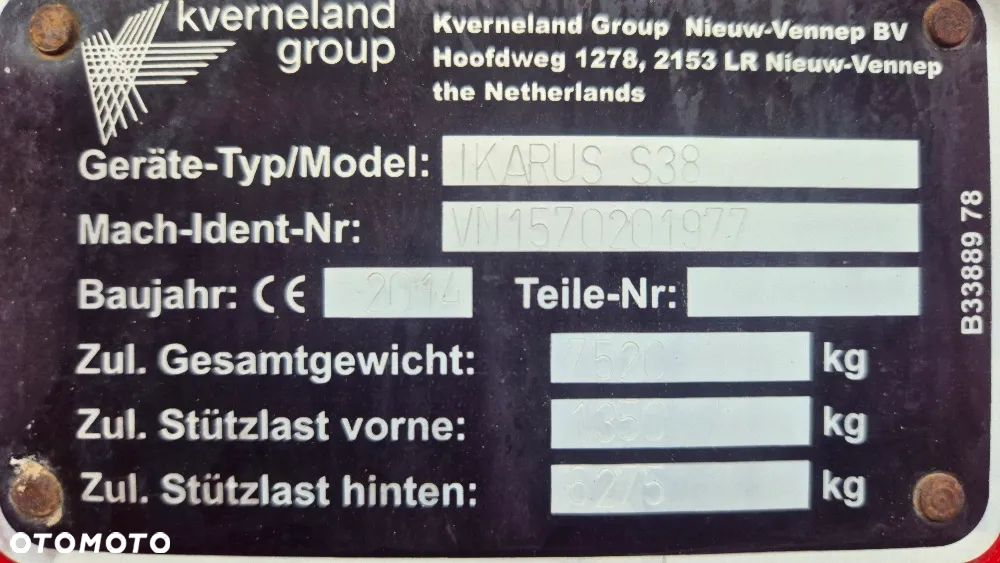 kverneland
group
Kverneland Group Nieuw-Vennep BV
Hoofdweg 1278, 2153 LR Nieuw-Vennep
the Netherlands
Geräte-Typ/Model: IKARUS S38
Mach-Ident-Nr: VN1570201977
Baujahr: CE 2014 Teile-Nr:
Zul. Gesamtgewicht: 7520 kg
Zul. Stützlast vorne: 1350 kg
Zul. Stützlast hinten: 6275 kg
B33889 78
OTOMOTO